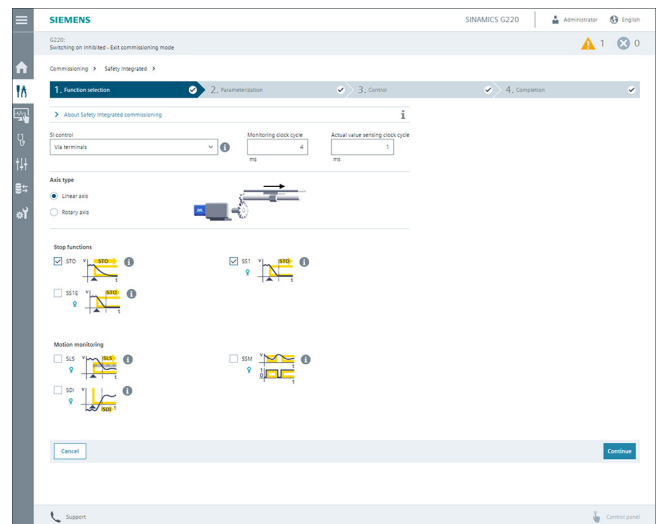 SIEMENS
SINAMICS G220
Administrator
English
G220:
Switching on inhibited - Exit commissioning mode
1
0
Commissioning > Safety Integrated >
1. Function selection
2. Parameterization
3. Control
4. Completion
> About Safety Integrated commissioning
SI control
Monitoring clock cycle
Actual value sensing clock cycle
Via terminals
4
1
ms
ms
Axis type
Linear axis
Rotary axis
Stop functions
STO
v STO t
SS1
v STO t
SS1E
v STO t
Motion monitoring
SLS
v SLS t
SSM
v t
1
0 t
SDI
v SDI t
Cancel
Continue
Support
Control panel